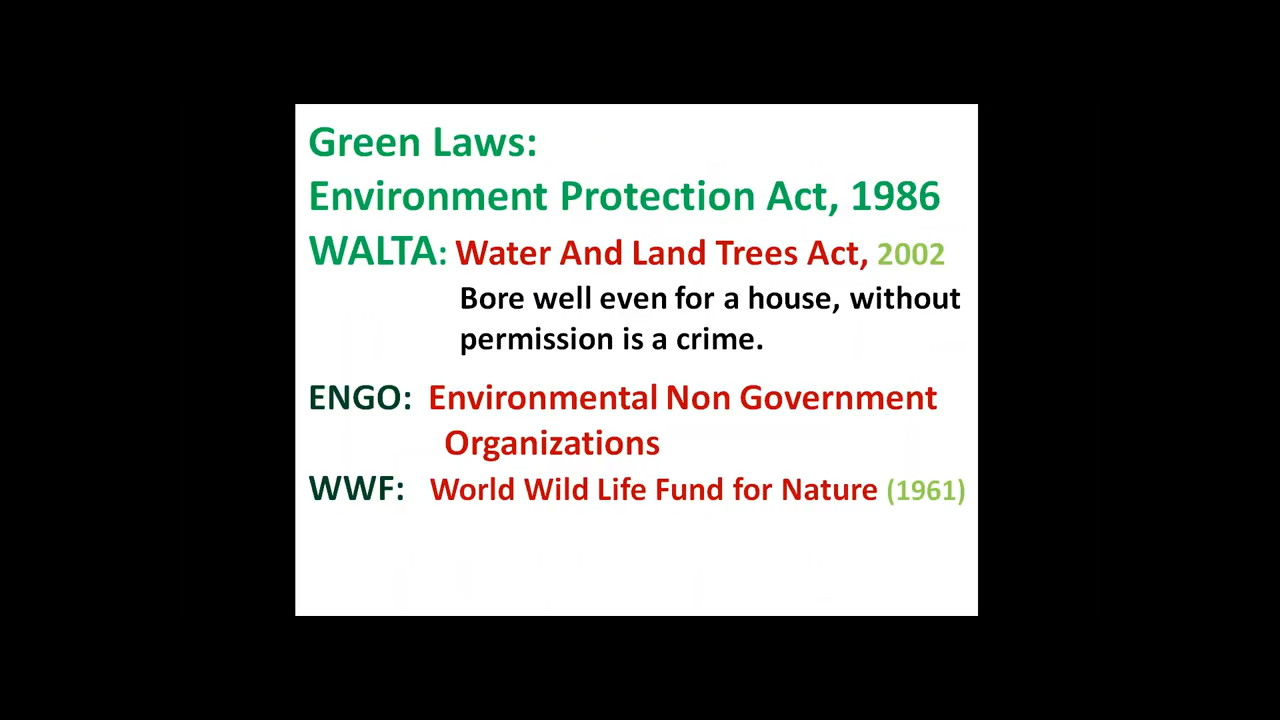 Green Laws:
Environment Protection Act, 1986
WALTA: Water And Land Trees Act, 2002
Bore well even for a house, without
permission is a crime.
ENGO: Environmental Non Government
Organizations
WWF: World Wild Life Fund for Nature (1961)